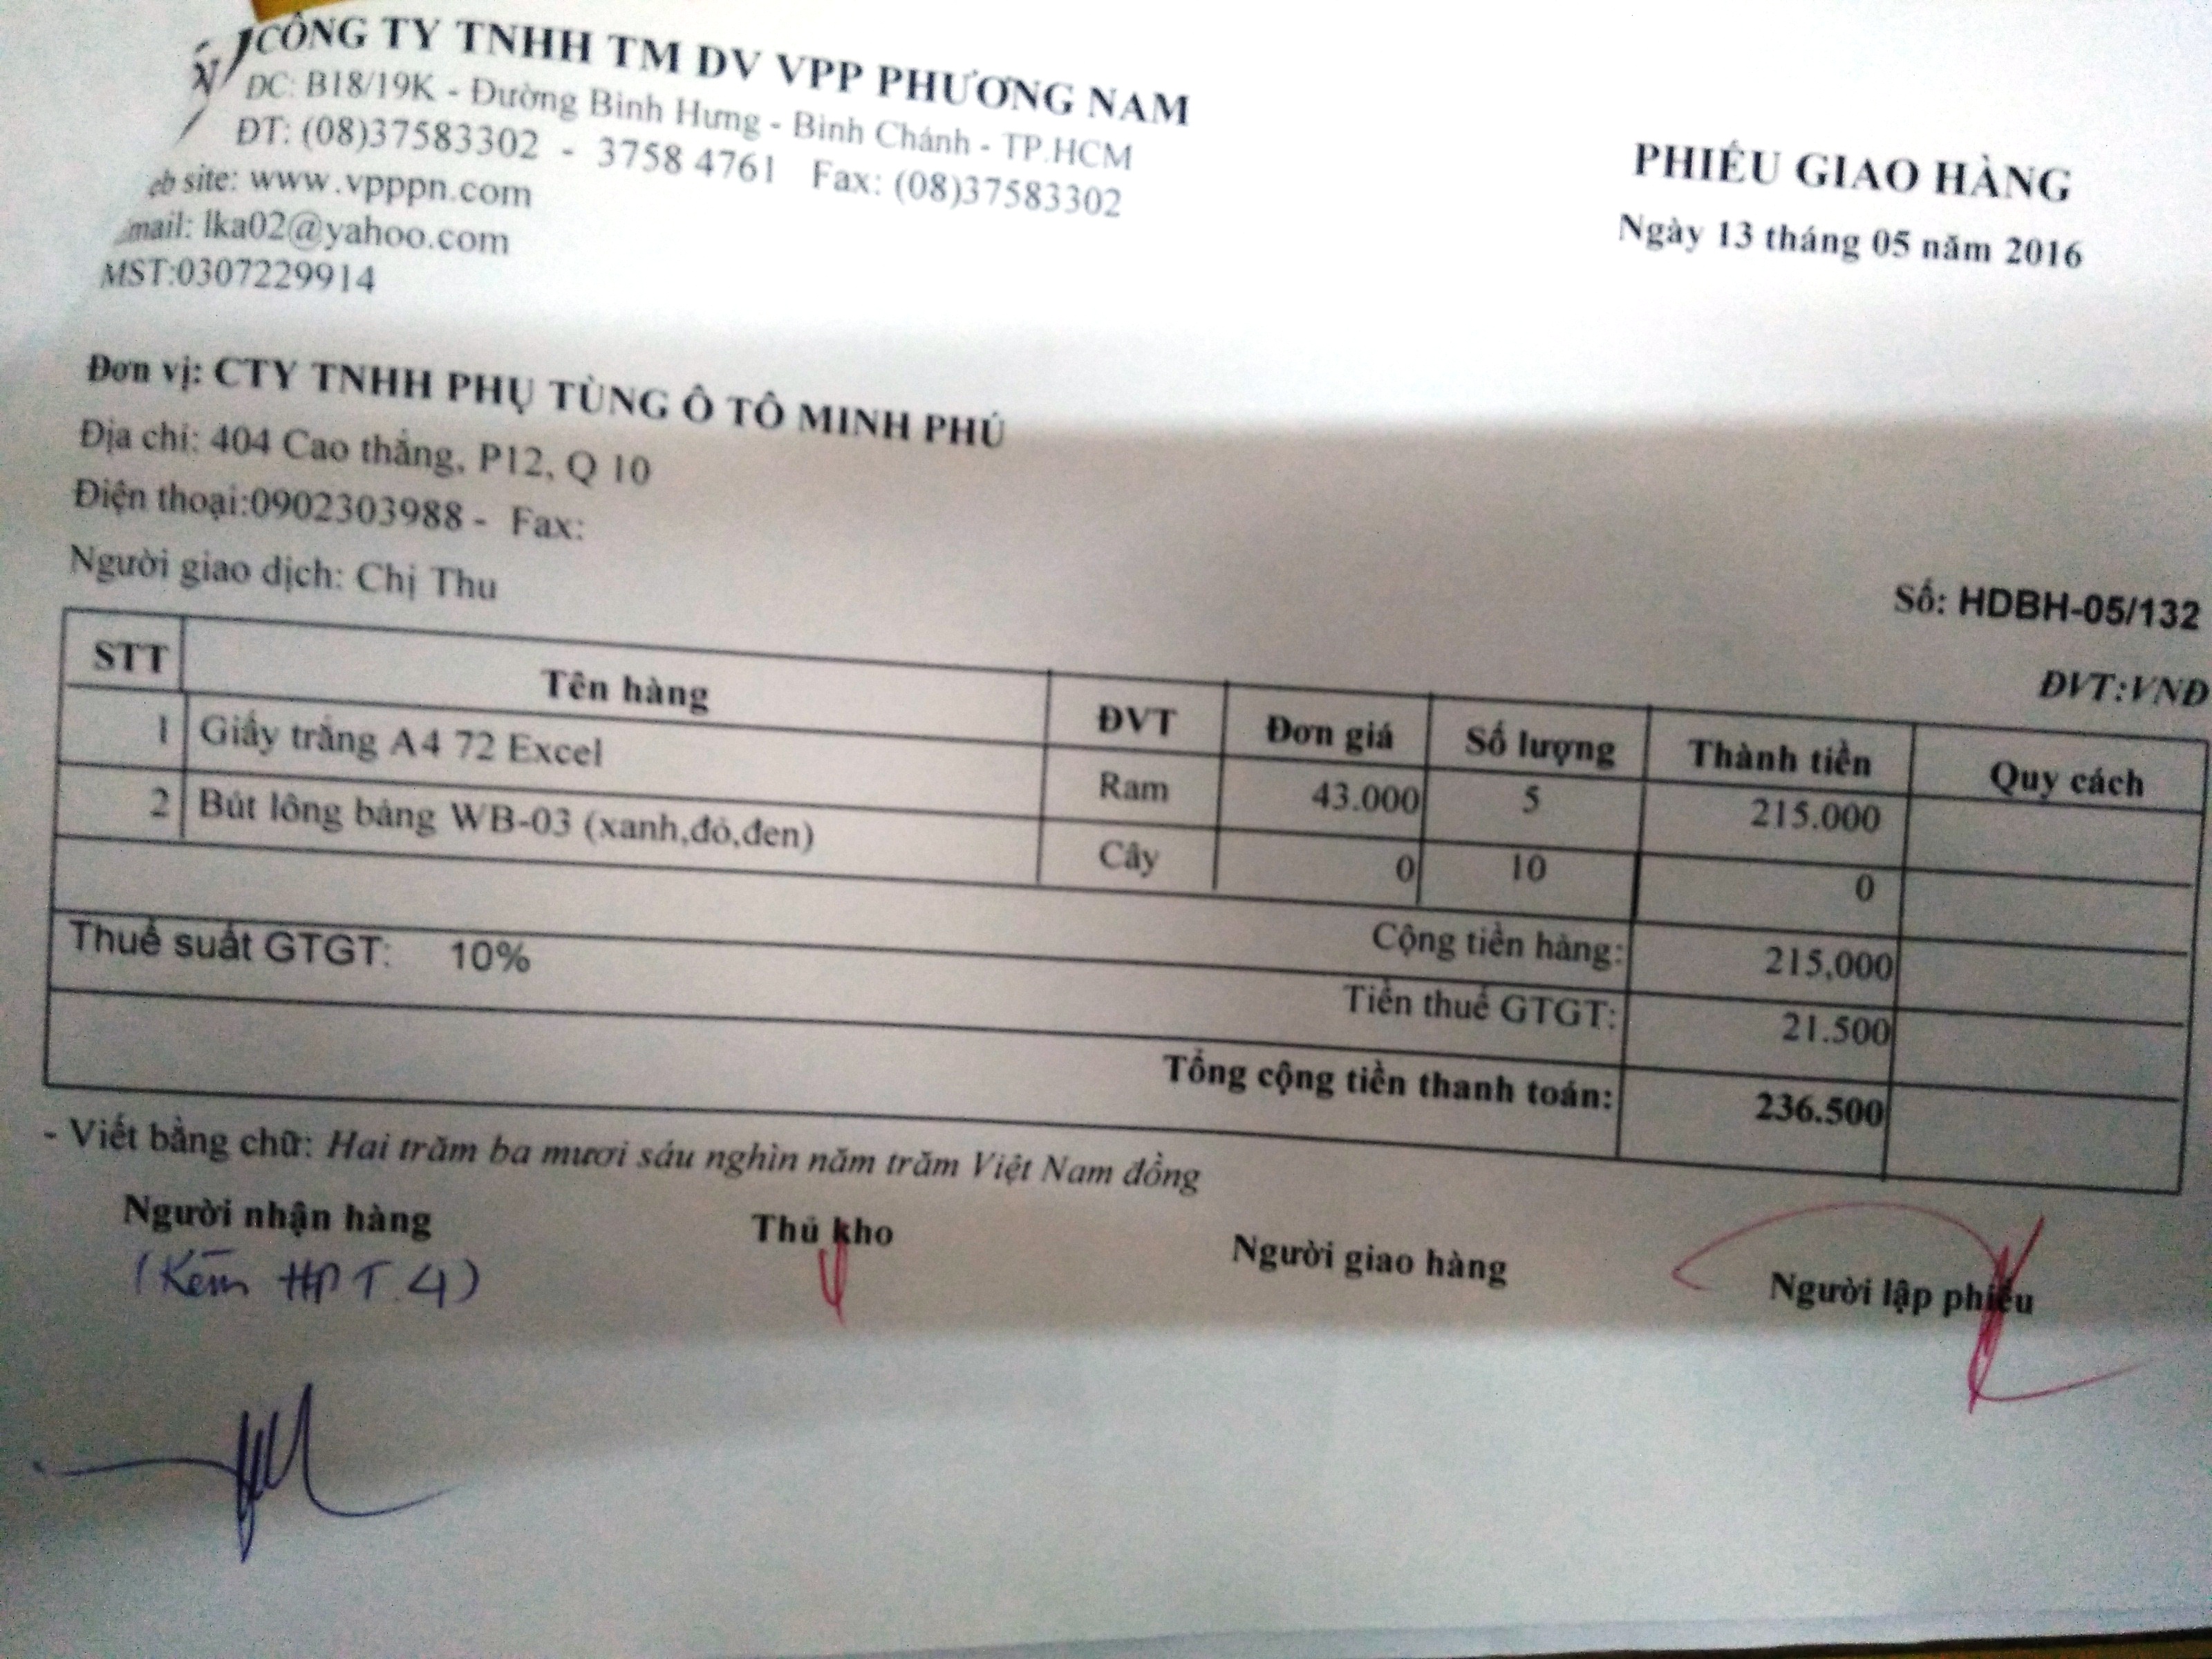 CÔNG TY TNHH TM DV VPP PHƯƠNG NAM
ĐC: B18/19K - Đường Bình Hưng - Bình Chánh - TP.HCM
ĐT: (08)37583302 - 3758 4761 Fax: (08)37583302
eb site: www.vpppn.com
mail: lka02@yahoo.com
MST:0307229914
PHIẾU GIAO HÀNG
Ngày 13 tháng 05 năm 2016
Đơn vị: CTY TNHH PHỤ TÙNG Ô TÔ MINH PHÚ
Địa chỉ: 404 Cao thắng, P12, Q 10
Điện thoại:0902303988 - Fax:
Người giao dịch: Chị Thu
Số: HDBH-05/132
ĐVT:VNĐ
STT Tên hàng ĐVT Đơn giá Số lượng Thành tiền Quy cách
1 Giấy trắng A4 72 Excel Ram 43.000 5 215.000
2 Bút lông bảng WB-03 (xanh,đỏ,đen) Cây 0 10 0
Cộng tiền hàng: 215,000
Thuế suất GTGT: 10% Tiền thuế GTGT: 21.500
Tổng cộng tiền thanh toán: 236.500
- Viết bằng chữ: Hai trăm ba mươi sáu nghìn năm trăm Việt Nam đồng
Người nhận hàng Thủ kho Người giao hàng Người lập phiếu
(Kèm T.4)